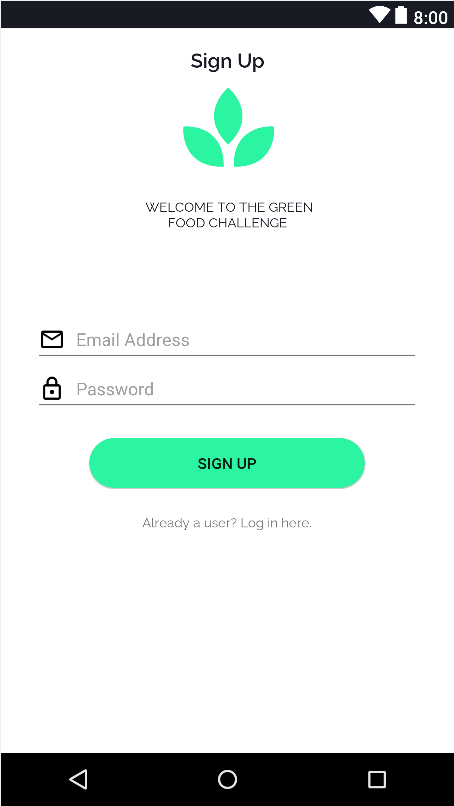 8:00
Sign Up
WELCOME TO THE GREEN
FOOD CHALLENGE
Email Address
Password
SIGN UP
Already a user? Log in here.